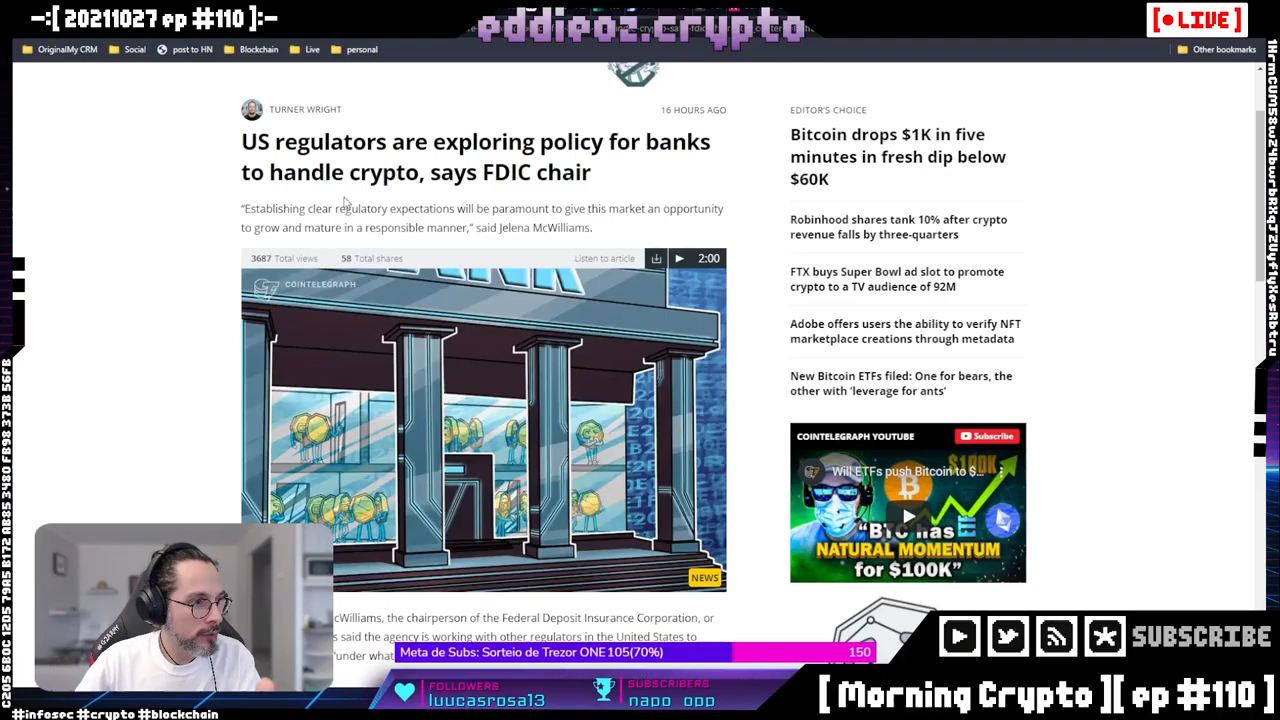 -:[ 20211027 ep #110 ]:-
eddieoz.crypto
[ ● LIVE ]
OriginalMy CRM
Social
post to HN
Blockchain
Live
personal
Other bookmarks
TURNER WRIGHT
16 HOURS AGO
US regulators are exploring policy for banks
to handle crypto, says FDIC chair
“Establishing clear regulatory expectations will be paramount to give this market an opportunity
to grow and mature in a responsible manner,” said Jelena McWilliams.
3687 Total views
58 Total shares
Listen to article
2:00
COINTELEGRAPH
NEWS
cWilliams, the chairperson of the Federal Deposit Insurance Corporation, or
s said the agency is working with other regulators in the United States to
“under what
EDITOR’S CHOICE
Bitcoin drops $1K in five
minutes in fresh dip below
$60K
Robinhood shares tank 10% after crypto
revenue falls by three-quarters
FTX buys Super Bowl ad slot to promote
crypto to a TV audience of 92M
Adobe offers users the ability to verify NFT
marketplace creations through metadata
New Bitcoin ETFs filed: One for bears, the
other with ‘leverage for ants’
COINTELEGRAPH YOUTUBE
Subscribe
Will ETFs push Bitcoin to $...
$100K
“BTC has
ETF
NATURAL MOMENTUM
for $100K”
Meta de Subs: Sorteio de Trezor ONE
105(70%)
150
FOLLOWERS
luucasrosa13
SUBSCRIBERS
napo_opp
SUBSCRIBE
[ Morning Crypto ][ ep #110 ]
#infosec #crypto #blockchain